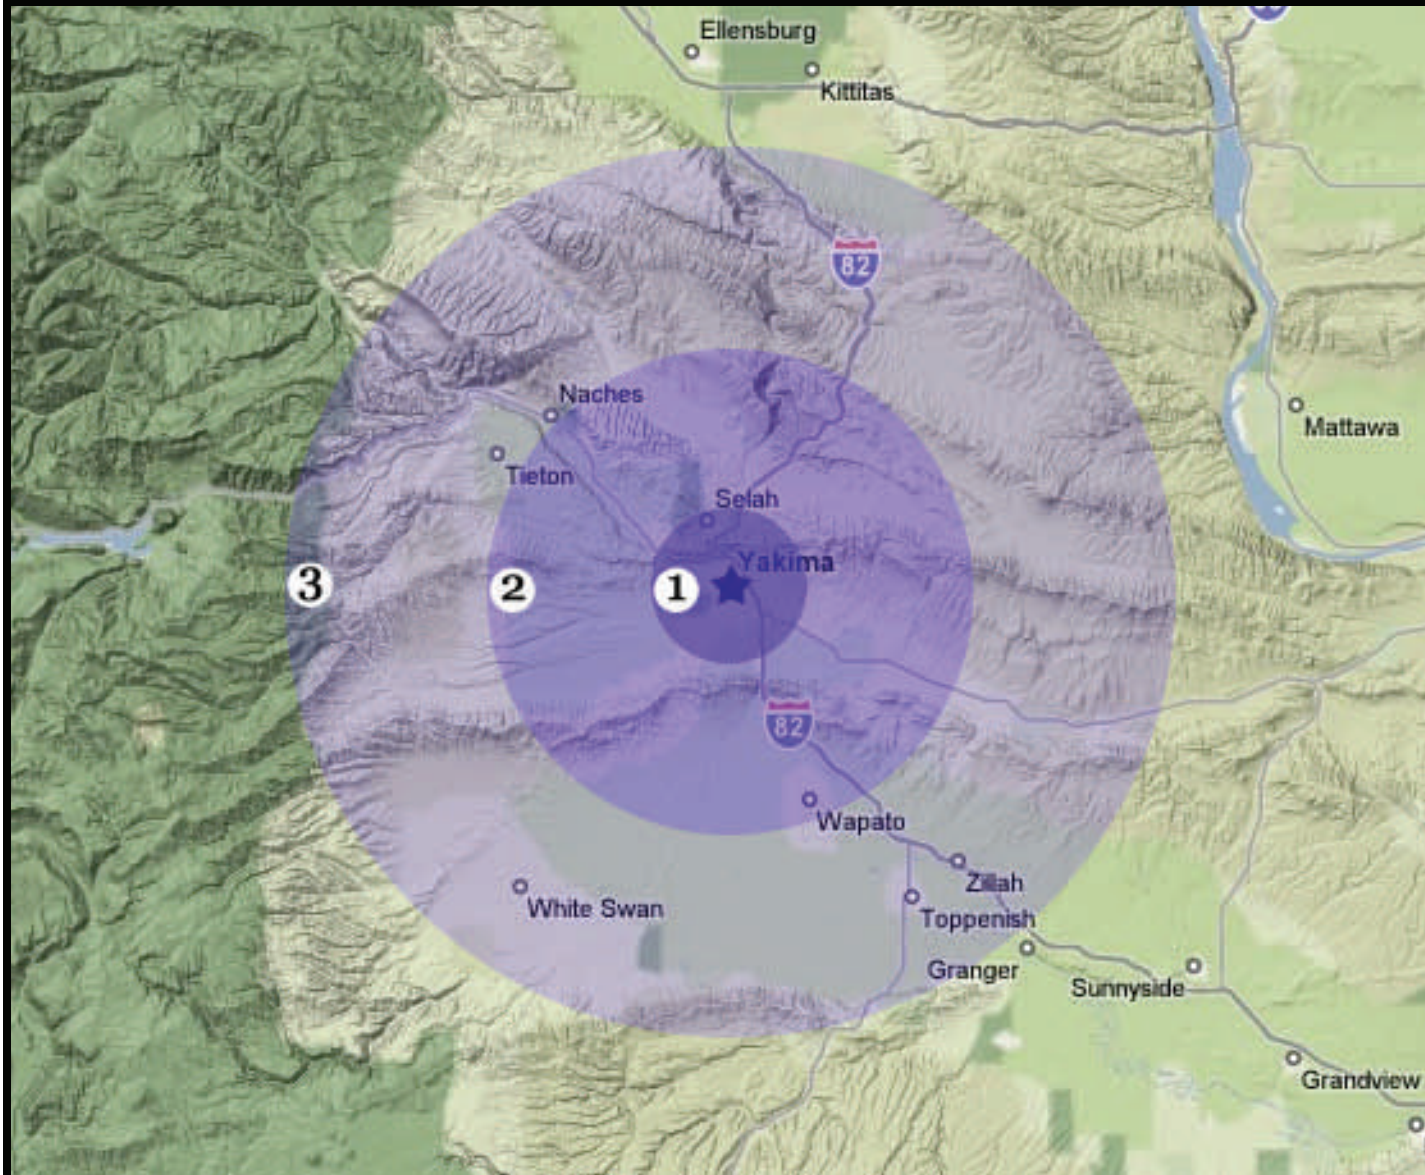 Ellensburg
Kittitas
82
Naches
Mattawa
Tieton
Selah
Yakima
3
2
1
82
Wapato
Zillah
White Swan
Toppenish
Granger
Sunnyside
Grandview